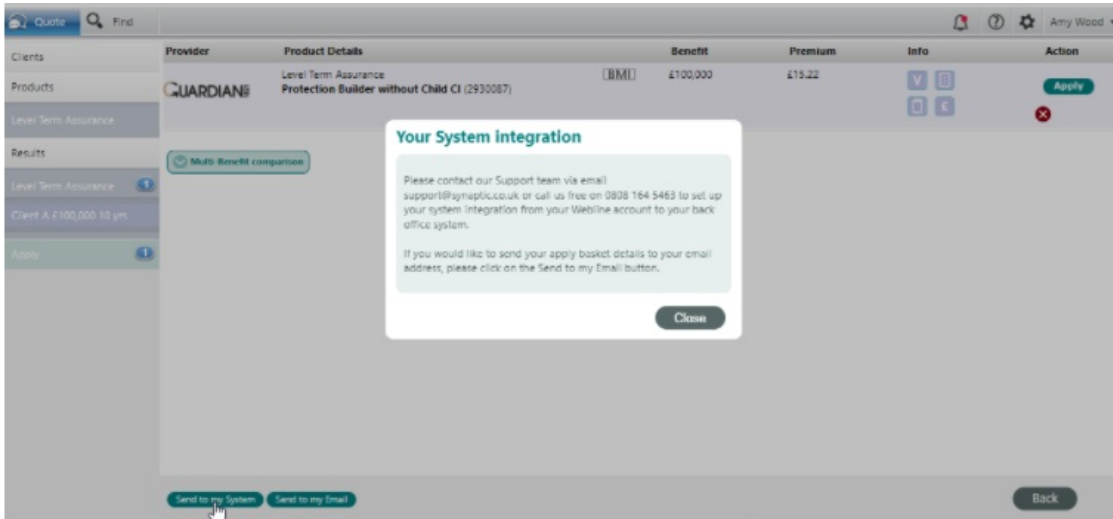 Quote Find Amy Wood
Clients
Products
Level Term Assurance
Results
Level Term Assurance 1
Client A £100,000 10 yrs
Apply 1
Provider Product Details Benefit Premium Info Action
GUARDIAN
Level Term Assurance BMI £100,000 £15.22 V £ Apply
Protection Builder without Child CI (2930087)
Multi-Benefit comparison
Your System integration
Please contact our Support team via email
support@synaptic.co.uk or call us free on 0808 164 5463 to set up
your system integration from your Webline account to your back
office system.
If you would like to send your apply basket details to your email
address, please click on the Send to my Email button.
Close
Send to my System Send to my Email Back